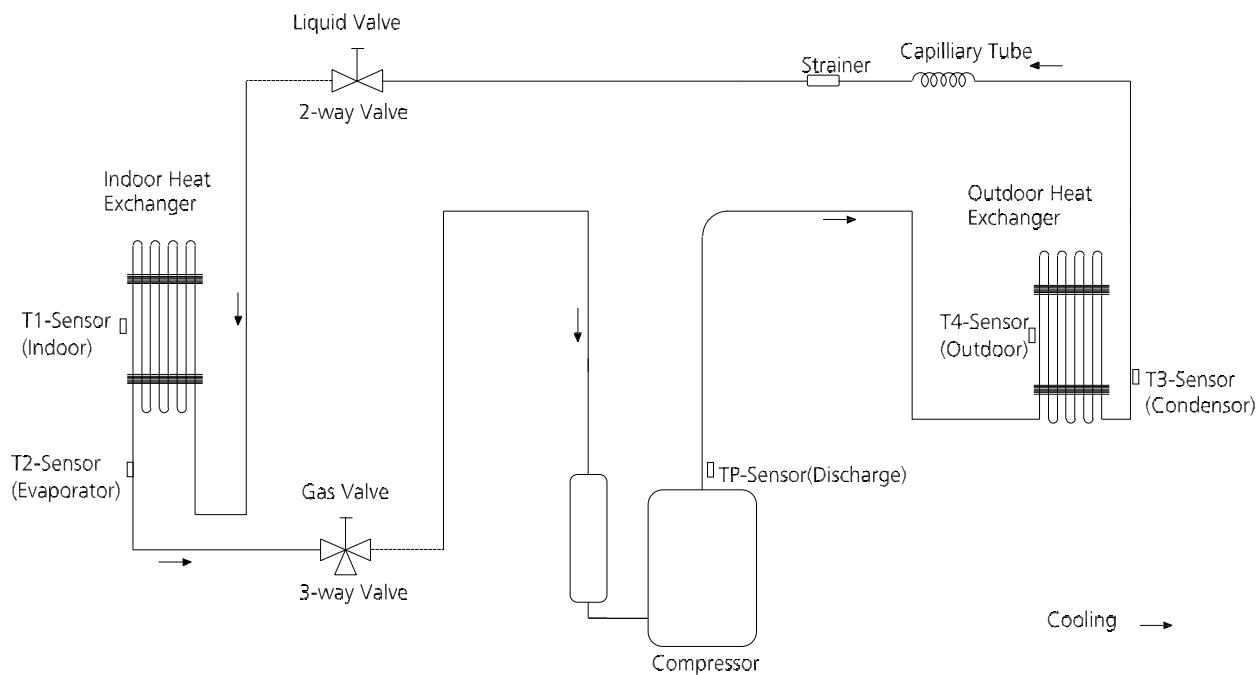 Liquid Valve
2-way Valve
Strainer
Capilliary Tube
Indoor Heat
Exchanger
Outdoor Heat
Exchanger
T1-Sensor
(Indoor)
T4-Sensor
(Outdoor)
T3-Sensor
(Condensor)
T2-Sensor
(Evaporator)
Gas Valve
3-way Valve
TP-Sensor(Discharge)
Compressor
Cooling